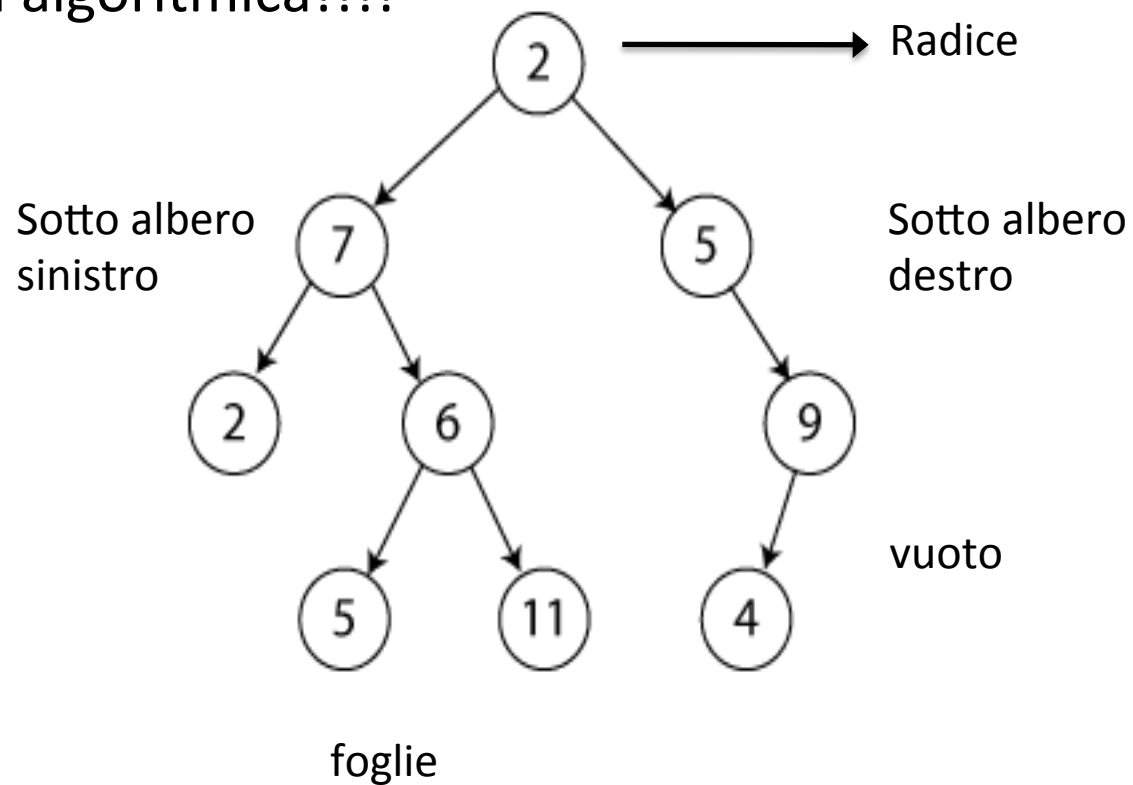 algoritmica!!!!
2
Radice
Sotto albero
sinistro
7
5
Sotto albero
destro
2
6
9
vuoto
5
11
4
foglie